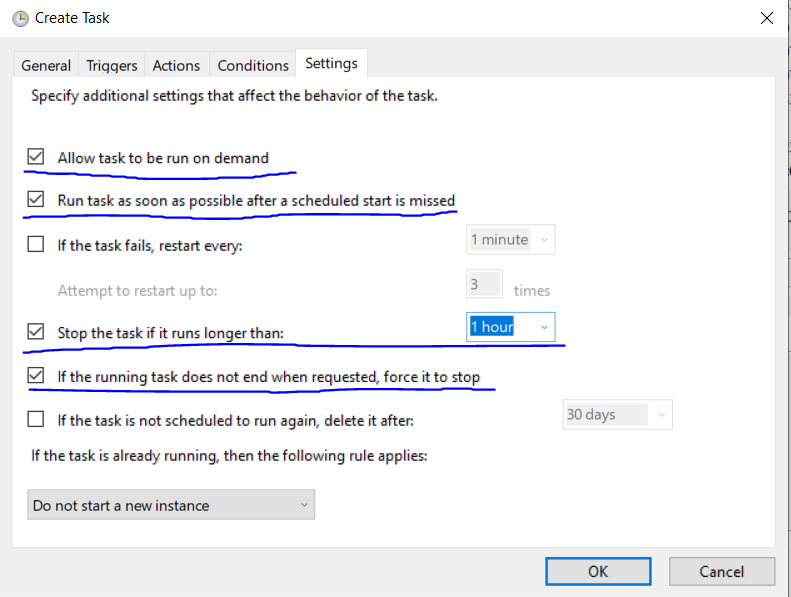 Create Task
General Triggers Actions Conditions Settings
Specify additional settings that affect the behavior of the task.
Allow task to be run on demand
Run task as soon as possible after a scheduled start is missed
If the task fails, restart every: 1 minute
Attempt to restart up to: 3 times
Stop the task if it runs longer than: 1 hour
If the running task does not end when requested, force it to stop
If the task is not scheduled to run again, delete it after: 30 days
If the task is already running, then the following rule applies:
Do not start a new instance
OK Cancel